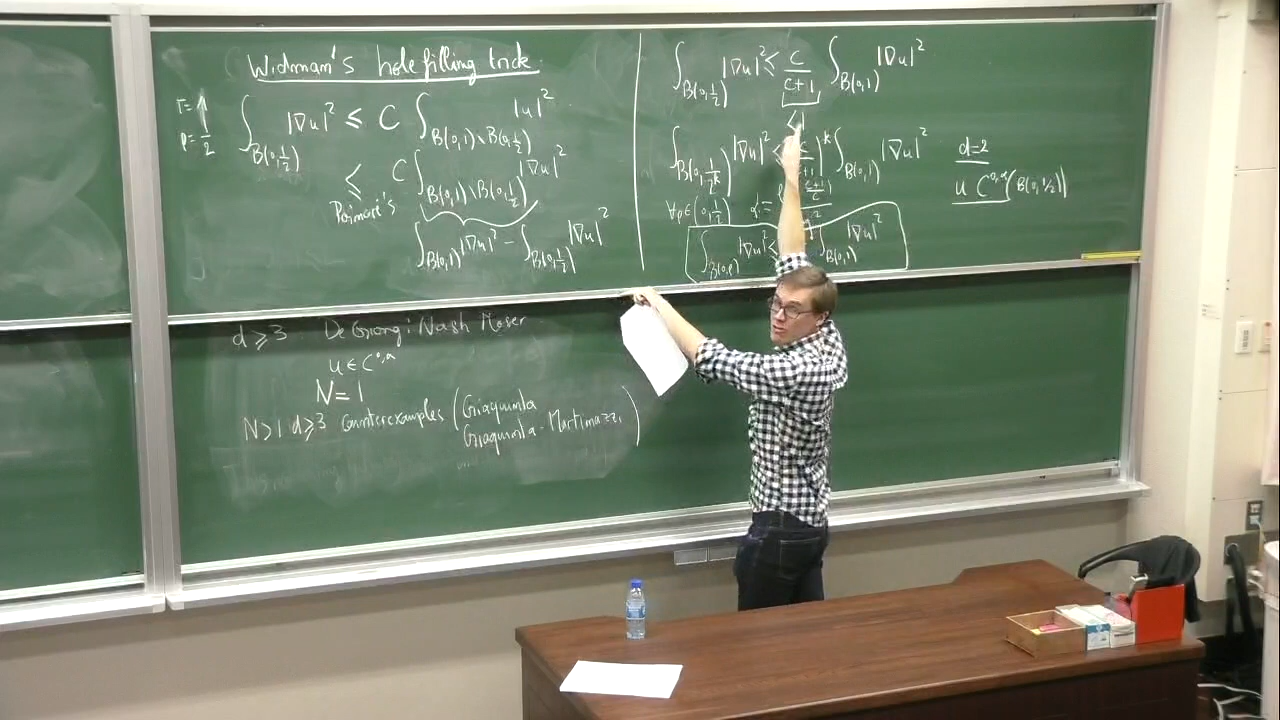 Widman's hole filling trick
r=1
ρ=1/2
∫_{B(0,1/2)} |∇u|² ≤ C ∫_{B(0,1)\B(0,1/2)} |u|²
≤ C ∫_{B(0,1)\B(0,1/2)} |∇u|²
Poincaré's
∫_{B(0,1)} |∇u|² - ∫_{B(0,1/2)} |∇u|²
∫_{B(0,1/2)} |∇u|² ≤ C/(C+1) ∫_{B(0,1)} |∇u|²
<1
∫_{B(0,1/2^k)} |∇u|² ≤ ( )^k ∫_{B(0,1)} |∇u|²
∀ρ∈(0,1/2) α =
∫_{B(0,ρ)} |∇u|² ≤ ∫_{B(0,1)} |∇u|²
d=2
u C^{0,α}(B(0,1/2))
d⩾3 DeGiorgi Nash Moser
u ∈ C^{0,α}
N=1
N>1 d⩾3 counterexamples (Giaquinta
Giaquinta-Martinazzi)